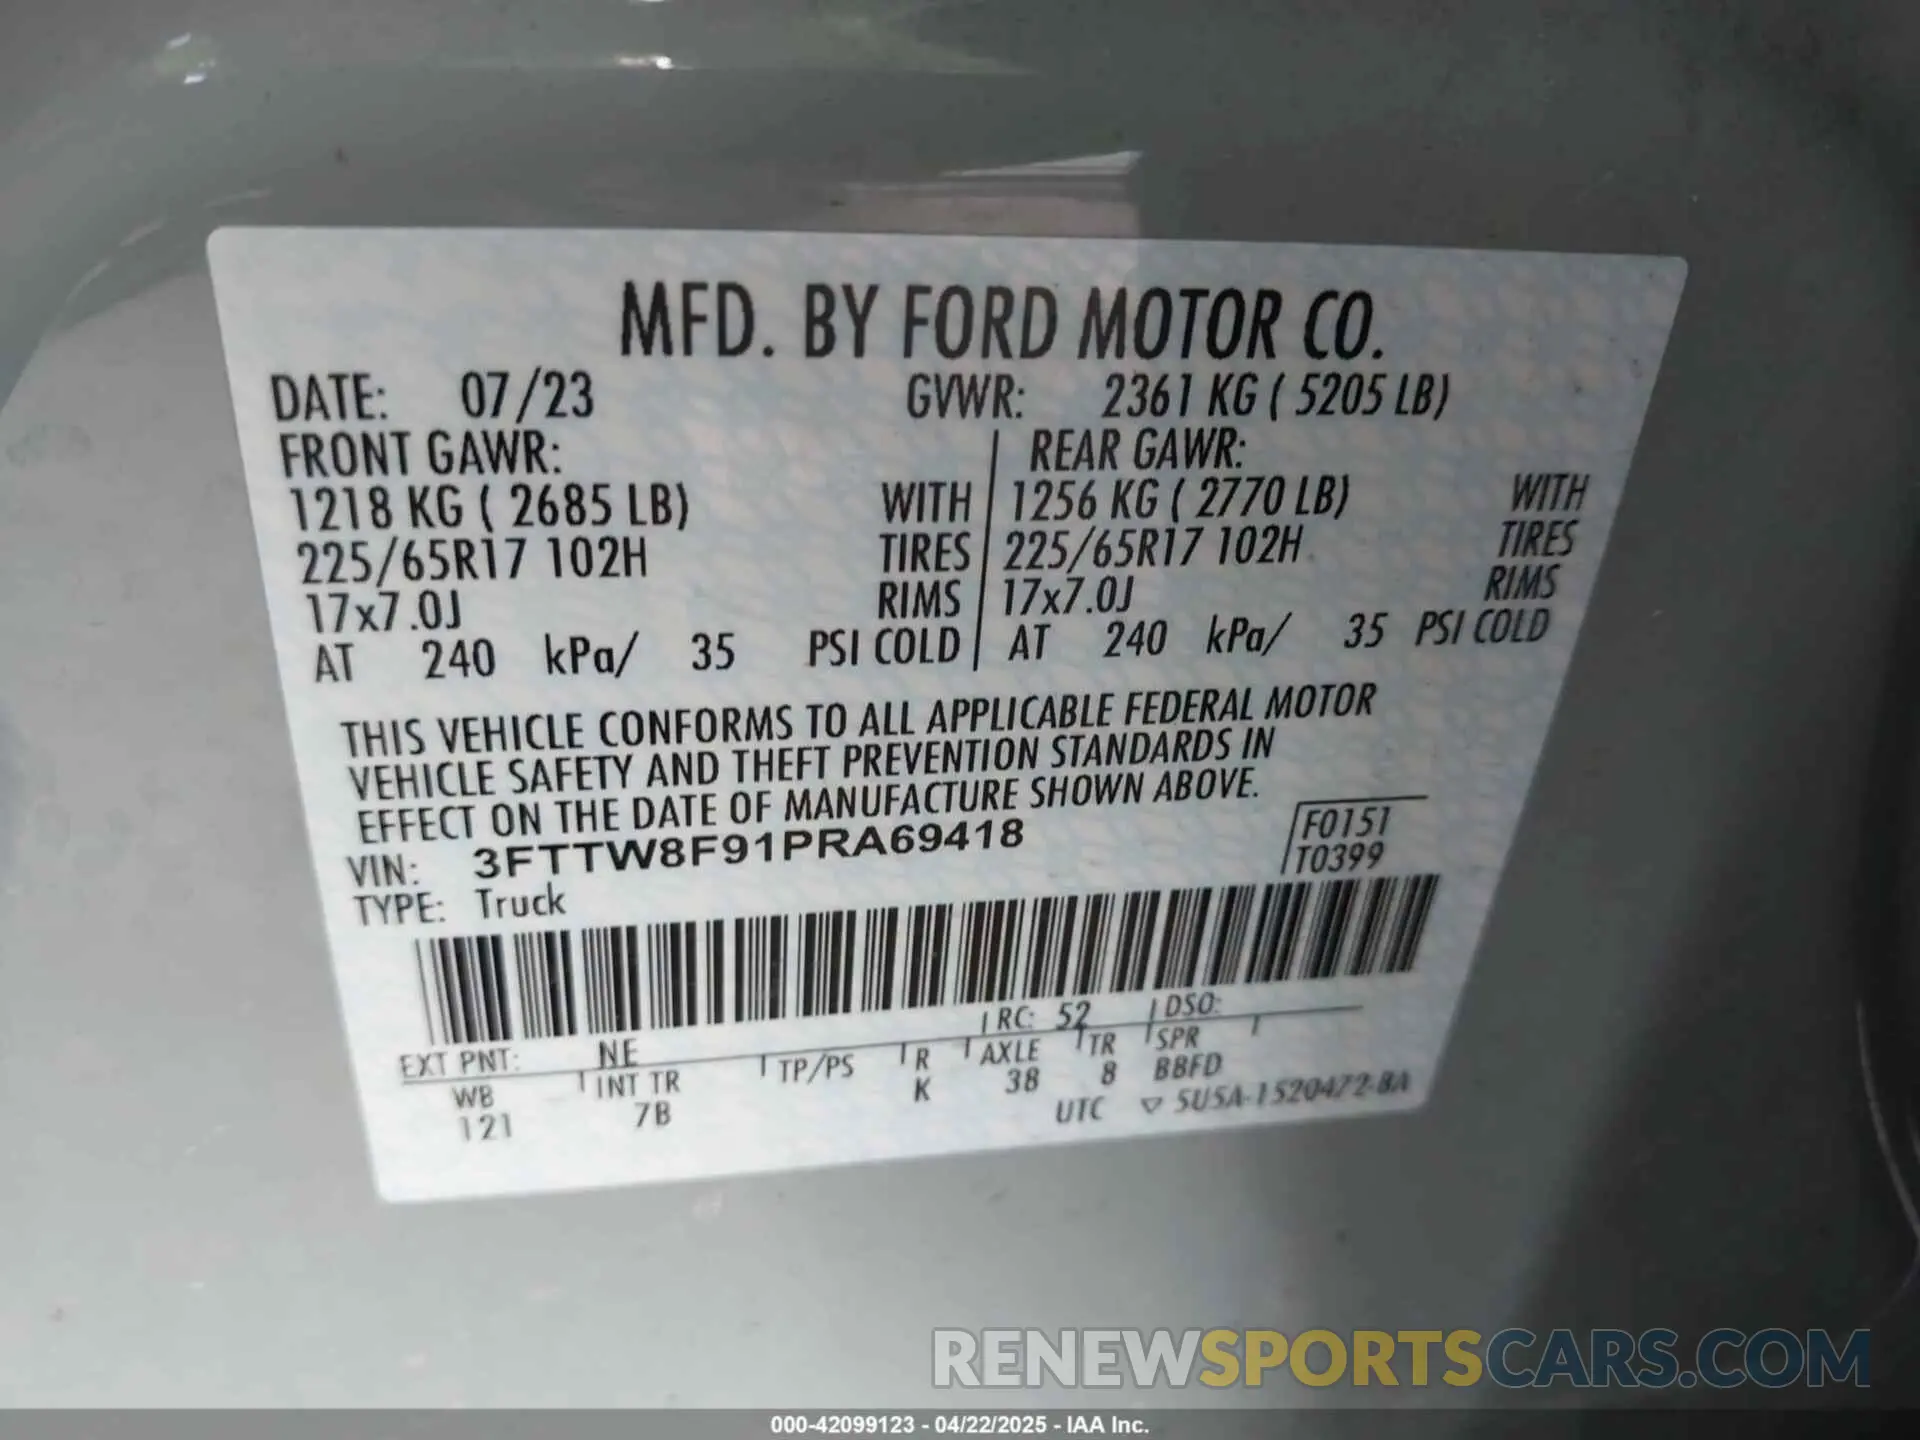 MFD. BY FORD MOTOR CO.
DATE: 07/23 GVWR: 2361 KG ( 5205 LB)
FRONT GAWR: REAR GAWR:
1218 KG ( 2685 LB) WITH 1256 KG ( 2770 LB) WITH
225/65R17 102H TIRES 225/65R17 102H TIRES
17x7.0J RIMS 17x7.0J RIMS
AT 240 kPa/ 35 PSI COLD AT 240 kPa/ 35 PSI COLD
THIS VEHICLE CONFORMS TO ALL APPLICABLE FEDERAL MOTOR
VEHICLE SAFETY AND THEFT PREVENTION STANDARDS IN
EFFECT ON THE DATE OF MANUFACTURE SHOWN ABOVE.
VIN: 3FTTW8F91PRA69418 F0151
TYPE: Truck T0399
EXT PNT: NE RC: 52 DSO:
WB INT TR TP/PS R AXLE TR SPR
121 7B K 38 8 BBFD
UTC ▽ 5U5A-1520472-BA
RENEWSPORTSCARS.COM
000-42099123 - 04/22/2025 - IAA Inc.